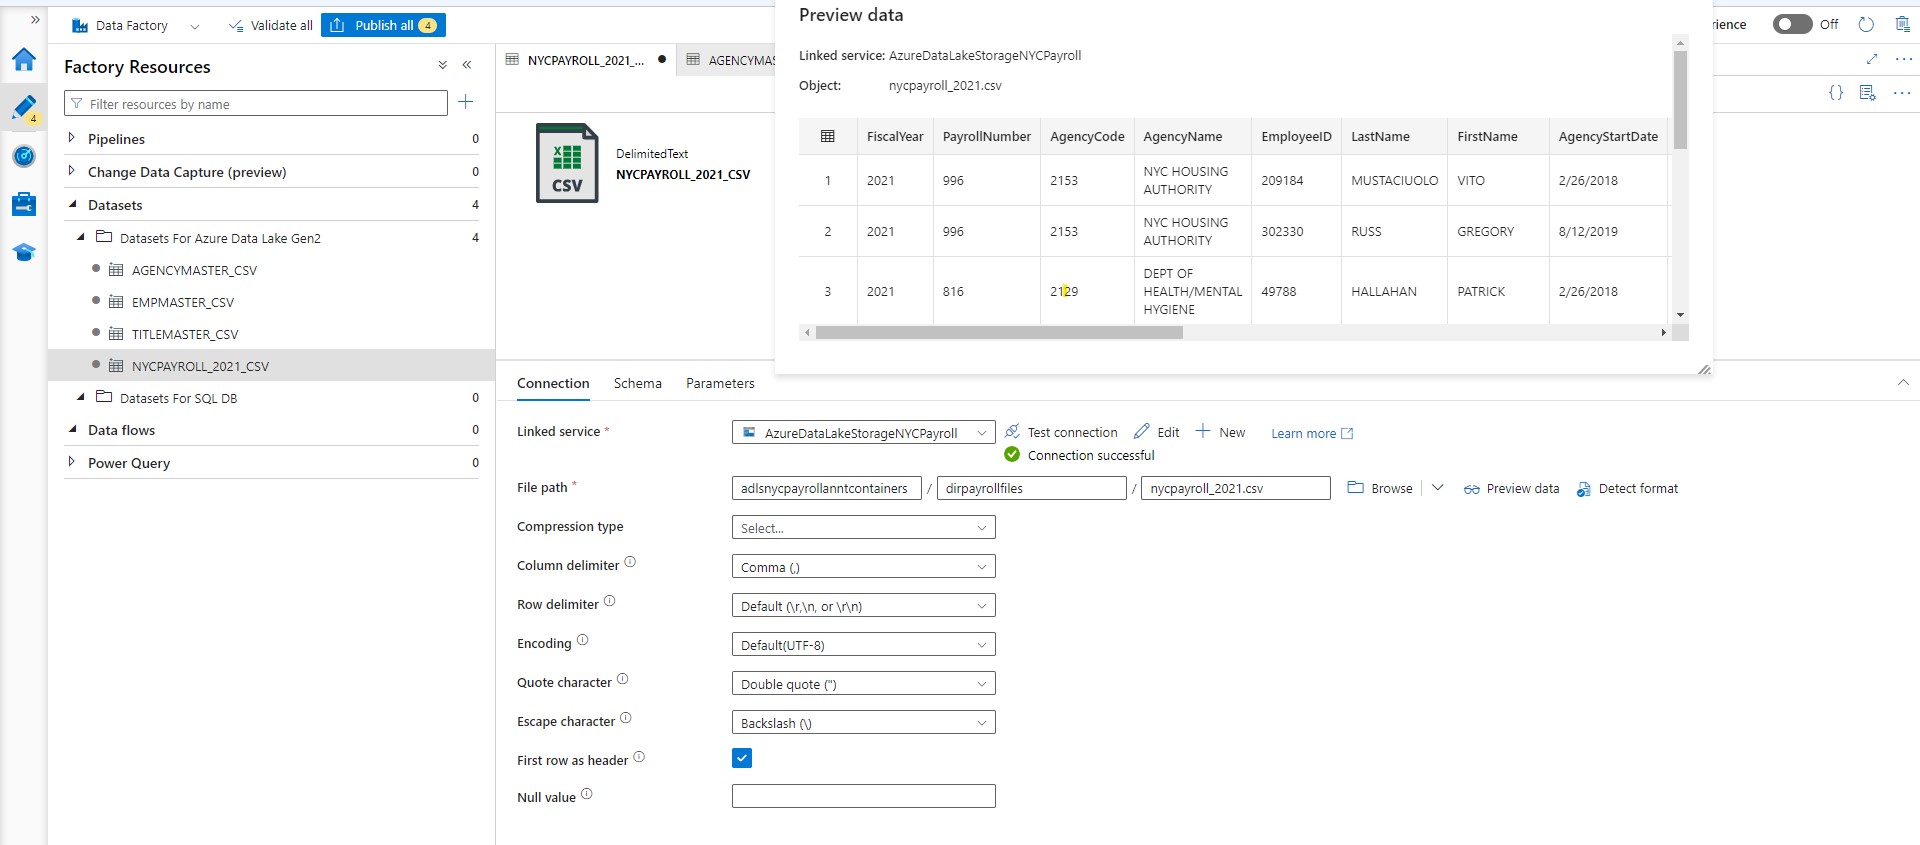 Data Factory
Validate all
Publish all 4
rience
Off
4
Factory Resources
Filter resources by name
Pipelines 0
Change Data Capture (preview) 0
Datasets 4
Datasets For Azure Data Lake Gen2 4
AGENCYMASTER_CSV
EMPMASTER_CSV
TITLEMASTER_CSV
NYCPAYROLL_2021_CSV
Datasets For SQL DB 0
Data flows 0
Power Query 0
NYCPAYROLL_2021_...
AGENCYMAS
CSV
DelimitedText
NYCPAYROLL_2021_CSV
Preview data
Linked service: AzureDataLakeStorageNYCPayroll
Object: nycpayroll_2021.csv
FiscalYear PayrollNumber AgencyCode AgencyName EmployeeID LastName FirstName AgencyStartDate
1 2021 996 2153 NYC HOUSING AUTHORITY 209184 MUSTACIUOLO VITO 2/26/2018
2 2021 996 2153 NYC HOUSING AUTHORITY 302330 RUSS GREGORY 8/12/2019
3 2021 816 2129 DEPT OF HEALTH/MENTAL HYGIENE 49788 HALLAHAN PATRICK 2/26/2018
Connection Schema Parameters
Linked service * AzureDataLakeStorageNYCPayroll Test connection Edit New Learn more
Connection successful
File path * adlsnycpayrollanntcontainers / dirpayrollfiles / nycpayroll_2021.csv Browse Preview data Detect format
Compression type Select...
Column delimiter Comma (,)
Row delimiter Default (\r,\n, or \r\n)
Encoding Default(UTF-8)
Quote character Double quote (")
Escape character Backslash (\)
First row as header
Null value